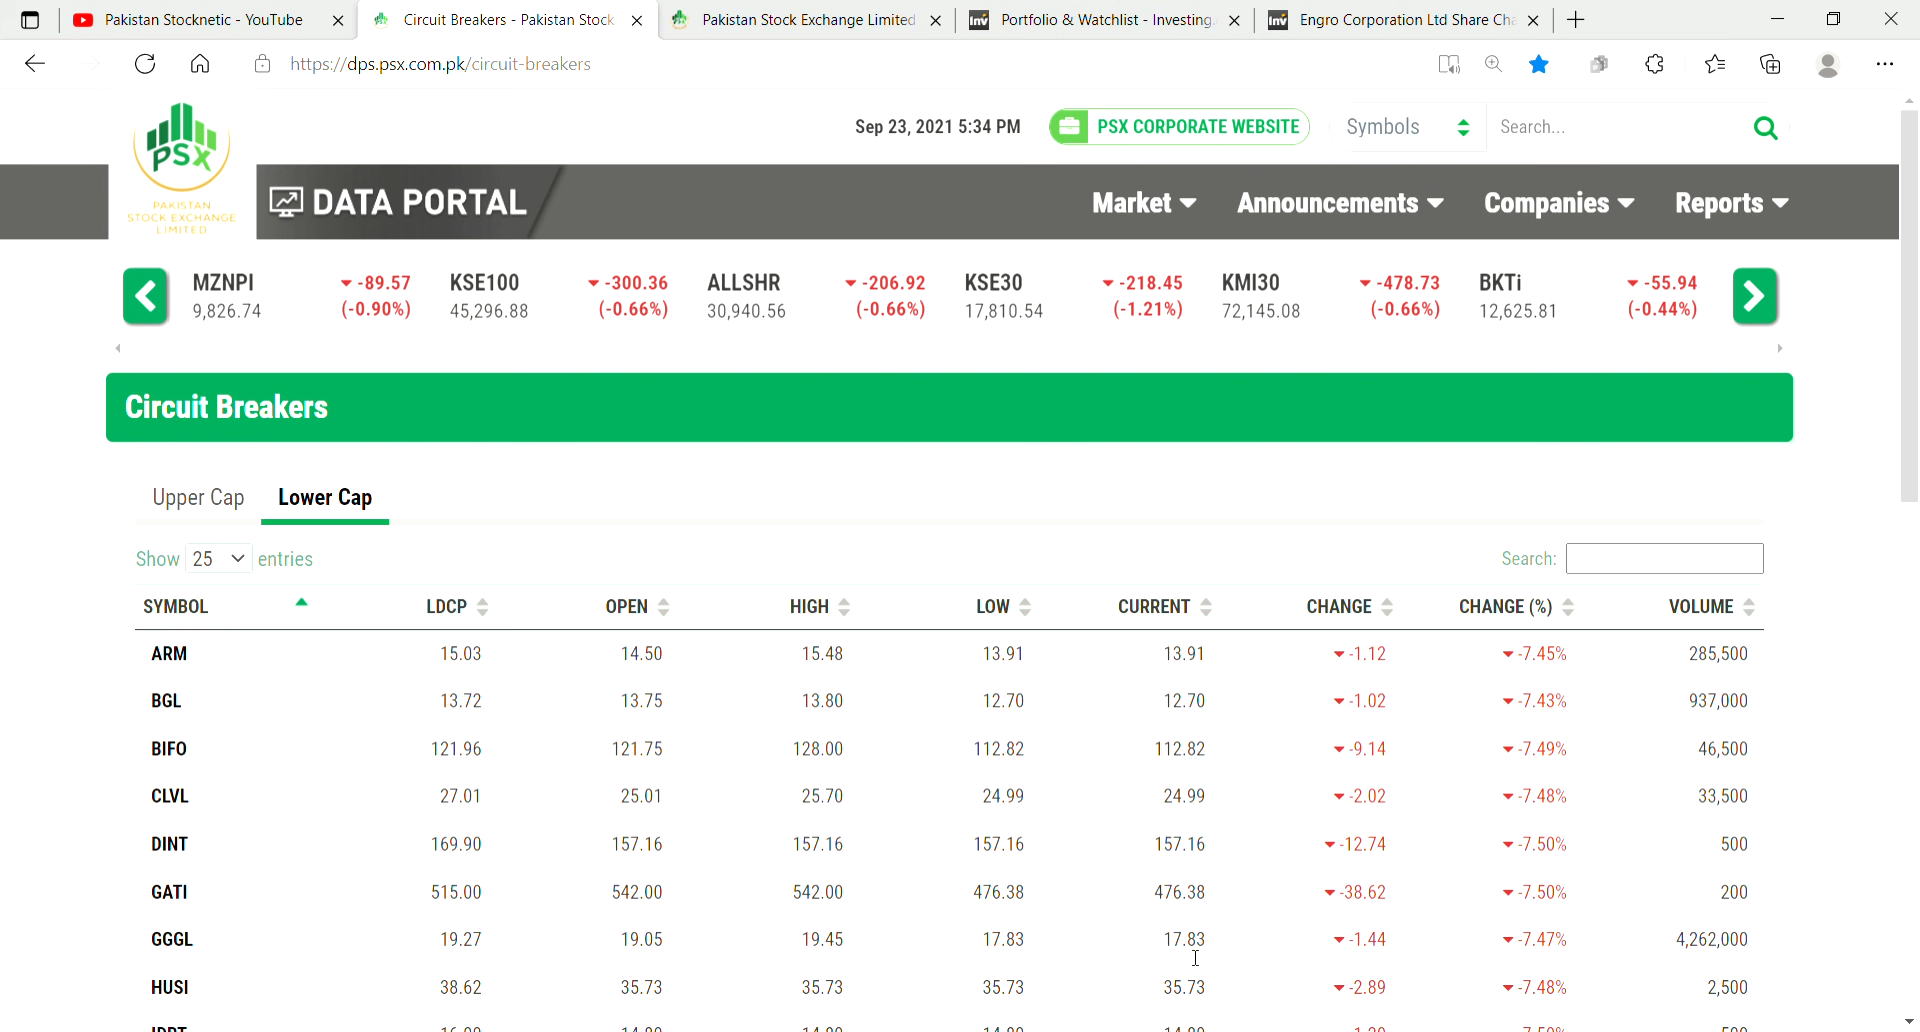 Pakistan Stocknetic - YouTube
Circuit Breakers - Pakistan Stock
Pakistan Stock Exchange Limited
Portfolio & Watchlist - Investing.
Engro Corporation Ltd Share Cha
https://dps.psx.com.pk/circuit-breakers
PSX
PAKISTAN
STOCK EXCHANGE
LIMITED
Sep 23, 2021 5:34 PM
PSX CORPORATE WEBSITE
Symbols
Search...
DATA PORTAL
Market
Announcements
Companies
Reports
MZNPI -89.57
9,826.74 (-0.90%)
KSE100 -300.36
45,296.88 (-0.66%)
ALLSHR -206.92
30,940.56 (-0.66%)
KSE30 -218.45
17,810.54 (-1.21%)
KMI30 -478.73
72,145.08 (-0.66%)
BKTi -55.94
12,625.81 (-0.44%)
Circuit Breakers
Upper Cap Lower Cap
Show 25 entries
Search:
SYMBOL LDCP OPEN HIGH LOW CURRENT CHANGE CHANGE (%) VOLUME
ARM 15.03 14.50 15.48 13.91 13.91 -1.12 -7.45% 285,500
BGL 13.72 13.75 13.80 12.70 12.70 -1.02 -7.43% 937,000
BIFO 121.96 121.75 128.00 112.82 112.82 -9.14 -7.49% 46,500
CLVL 27.01 25.01 25.70 24.99 24.99 -2.02 -7.48% 33,500
DINT 169.90 157.16 157.16 157.16 157.16 -12.74 -7.50% 500
GATI 515.00 542.00 542.00 476.38 476.38 -38.62 -7.50% 200
GGGL 19.27 19.05 19.45 17.83 17.83 -1.44 -7.47% 4,262,000
HUSI 38.62 35.73 35.73 35.73 35.73 -2.89 -7.48% 2,500